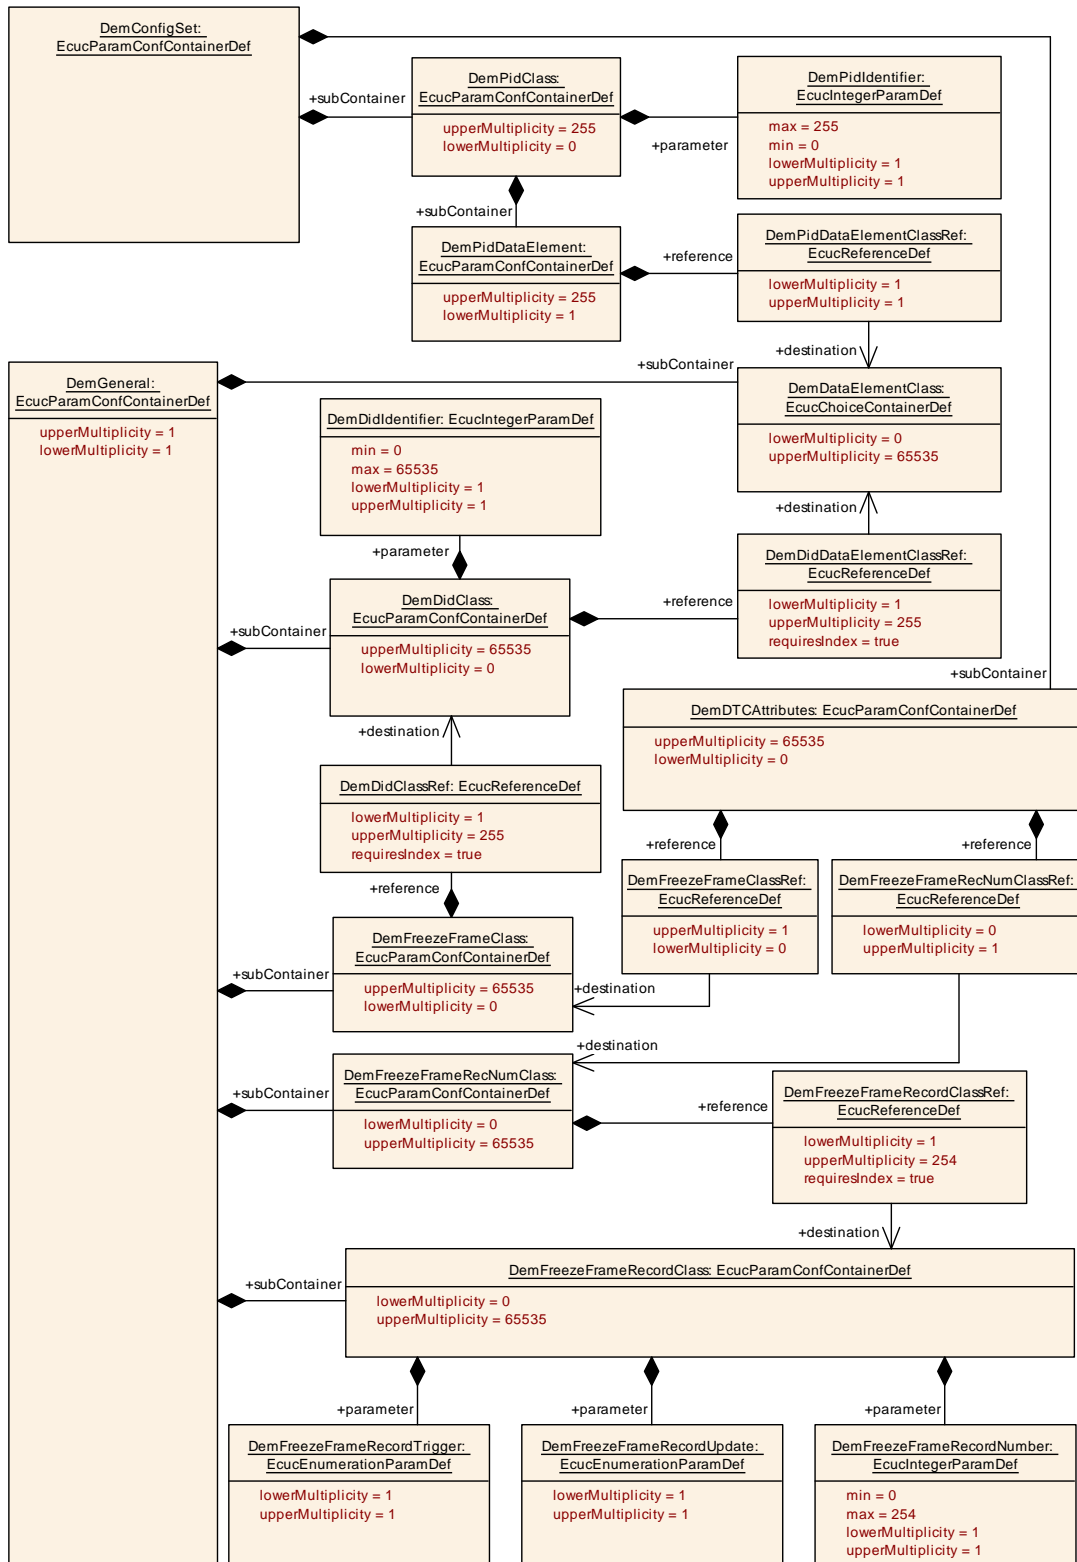 DemConfigSet:
EcucParamConfContainerDef
+subContainer
DemPidClass:
EcucParamConfContainerDef
upperMultiplicity = 255
lowerMultiplicity = 0
+parameter
DemPidIdentifier:
EcucIntegerParamDef
max = 255
min = 0
lowerMultiplicity = 1
upperMultiplicity = 1
+subContainer
DemPidDataElement:
EcucParamConfContainerDef
upperMultiplicity = 255
lowerMultiplicity = 1
+reference
DemPidDataElementClassRef:
EcucReferenceDef
lowerMultiplicity = 1
upperMultiplicity = 1
+destination
+subContainer
DemGeneral:
EcucParamConfContainerDef
upperMultiplicity = 1
lowerMultiplicity = 1
DemDataElementClass:
EcucChoiceContainerDef
lowerMultiplicity = 0
upperMultiplicity = 65535
DemDidIdentifier: EcucIntegerParamDef
min = 0
max = 65535
lowerMultiplicity = 1
upperMultiplicity = 1
+destination
+parameter
DemDidDataElementClassRef:
EcucReferenceDef
lowerMultiplicity = 1
upperMultiplicity = 255
requiresIndex = true
+reference
DemDidClass:
EcucParamConfContainerDef
upperMultiplicity = 65535
lowerMultiplicity = 0
+subContainer
+subContainer
DemDTCAttributes: EcucParamConfContainerDef
upperMultiplicity = 65535
lowerMultiplicity = 0
+destination
DemDidClassRef: EcucReferenceDef
lowerMultiplicity = 1
upperMultiplicity = 255
requiresIndex = true
+reference
+reference
+reference
DemFreezeFrameClassRef:
EcucReferenceDef
upperMultiplicity = 1
lowerMultiplicity = 0
DemFreezeFrameRecNumClassRef:
EcucReferenceDef
lowerMultiplicity = 0
upperMultiplicity = 1
DemFreezeFrameClass:
EcucParamConfContainerDef
upperMultiplicity = 65535
lowerMultiplicity = 0
+subContainer
+destination
+destination
DemFreezeFrameRecNumClass:
EcucParamConfContainerDef
lowerMultiplicity = 0
upperMultiplicity = 65535
+subContainer
+reference
DemFreezeFrameRecordClassRef:
EcucReferenceDef
lowerMultiplicity = 1
upperMultiplicity = 254
requiresIndex = true
+destination
+subContainer
DemFreezeFrameRecordClass: EcucParamConfContainerDef
lowerMultiplicity = 0
upperMultiplicity = 65535
+parameter
+parameter
+parameter
DemFreezeFrameRecordTrigger:
EcucEnumerationParamDef
lowerMultiplicity = 1
upperMultiplicity = 1
DemFreezeFrameRecordUpdate:
EcucEnumerationParamDef
lowerMultiplicity = 1
upperMultiplicity = 1
DemFreezeFrameRecordNumber:
EcucIntegerParamDef
min = 0
max = 254
lowerMultiplicity = 1
upperMultiplicity = 1